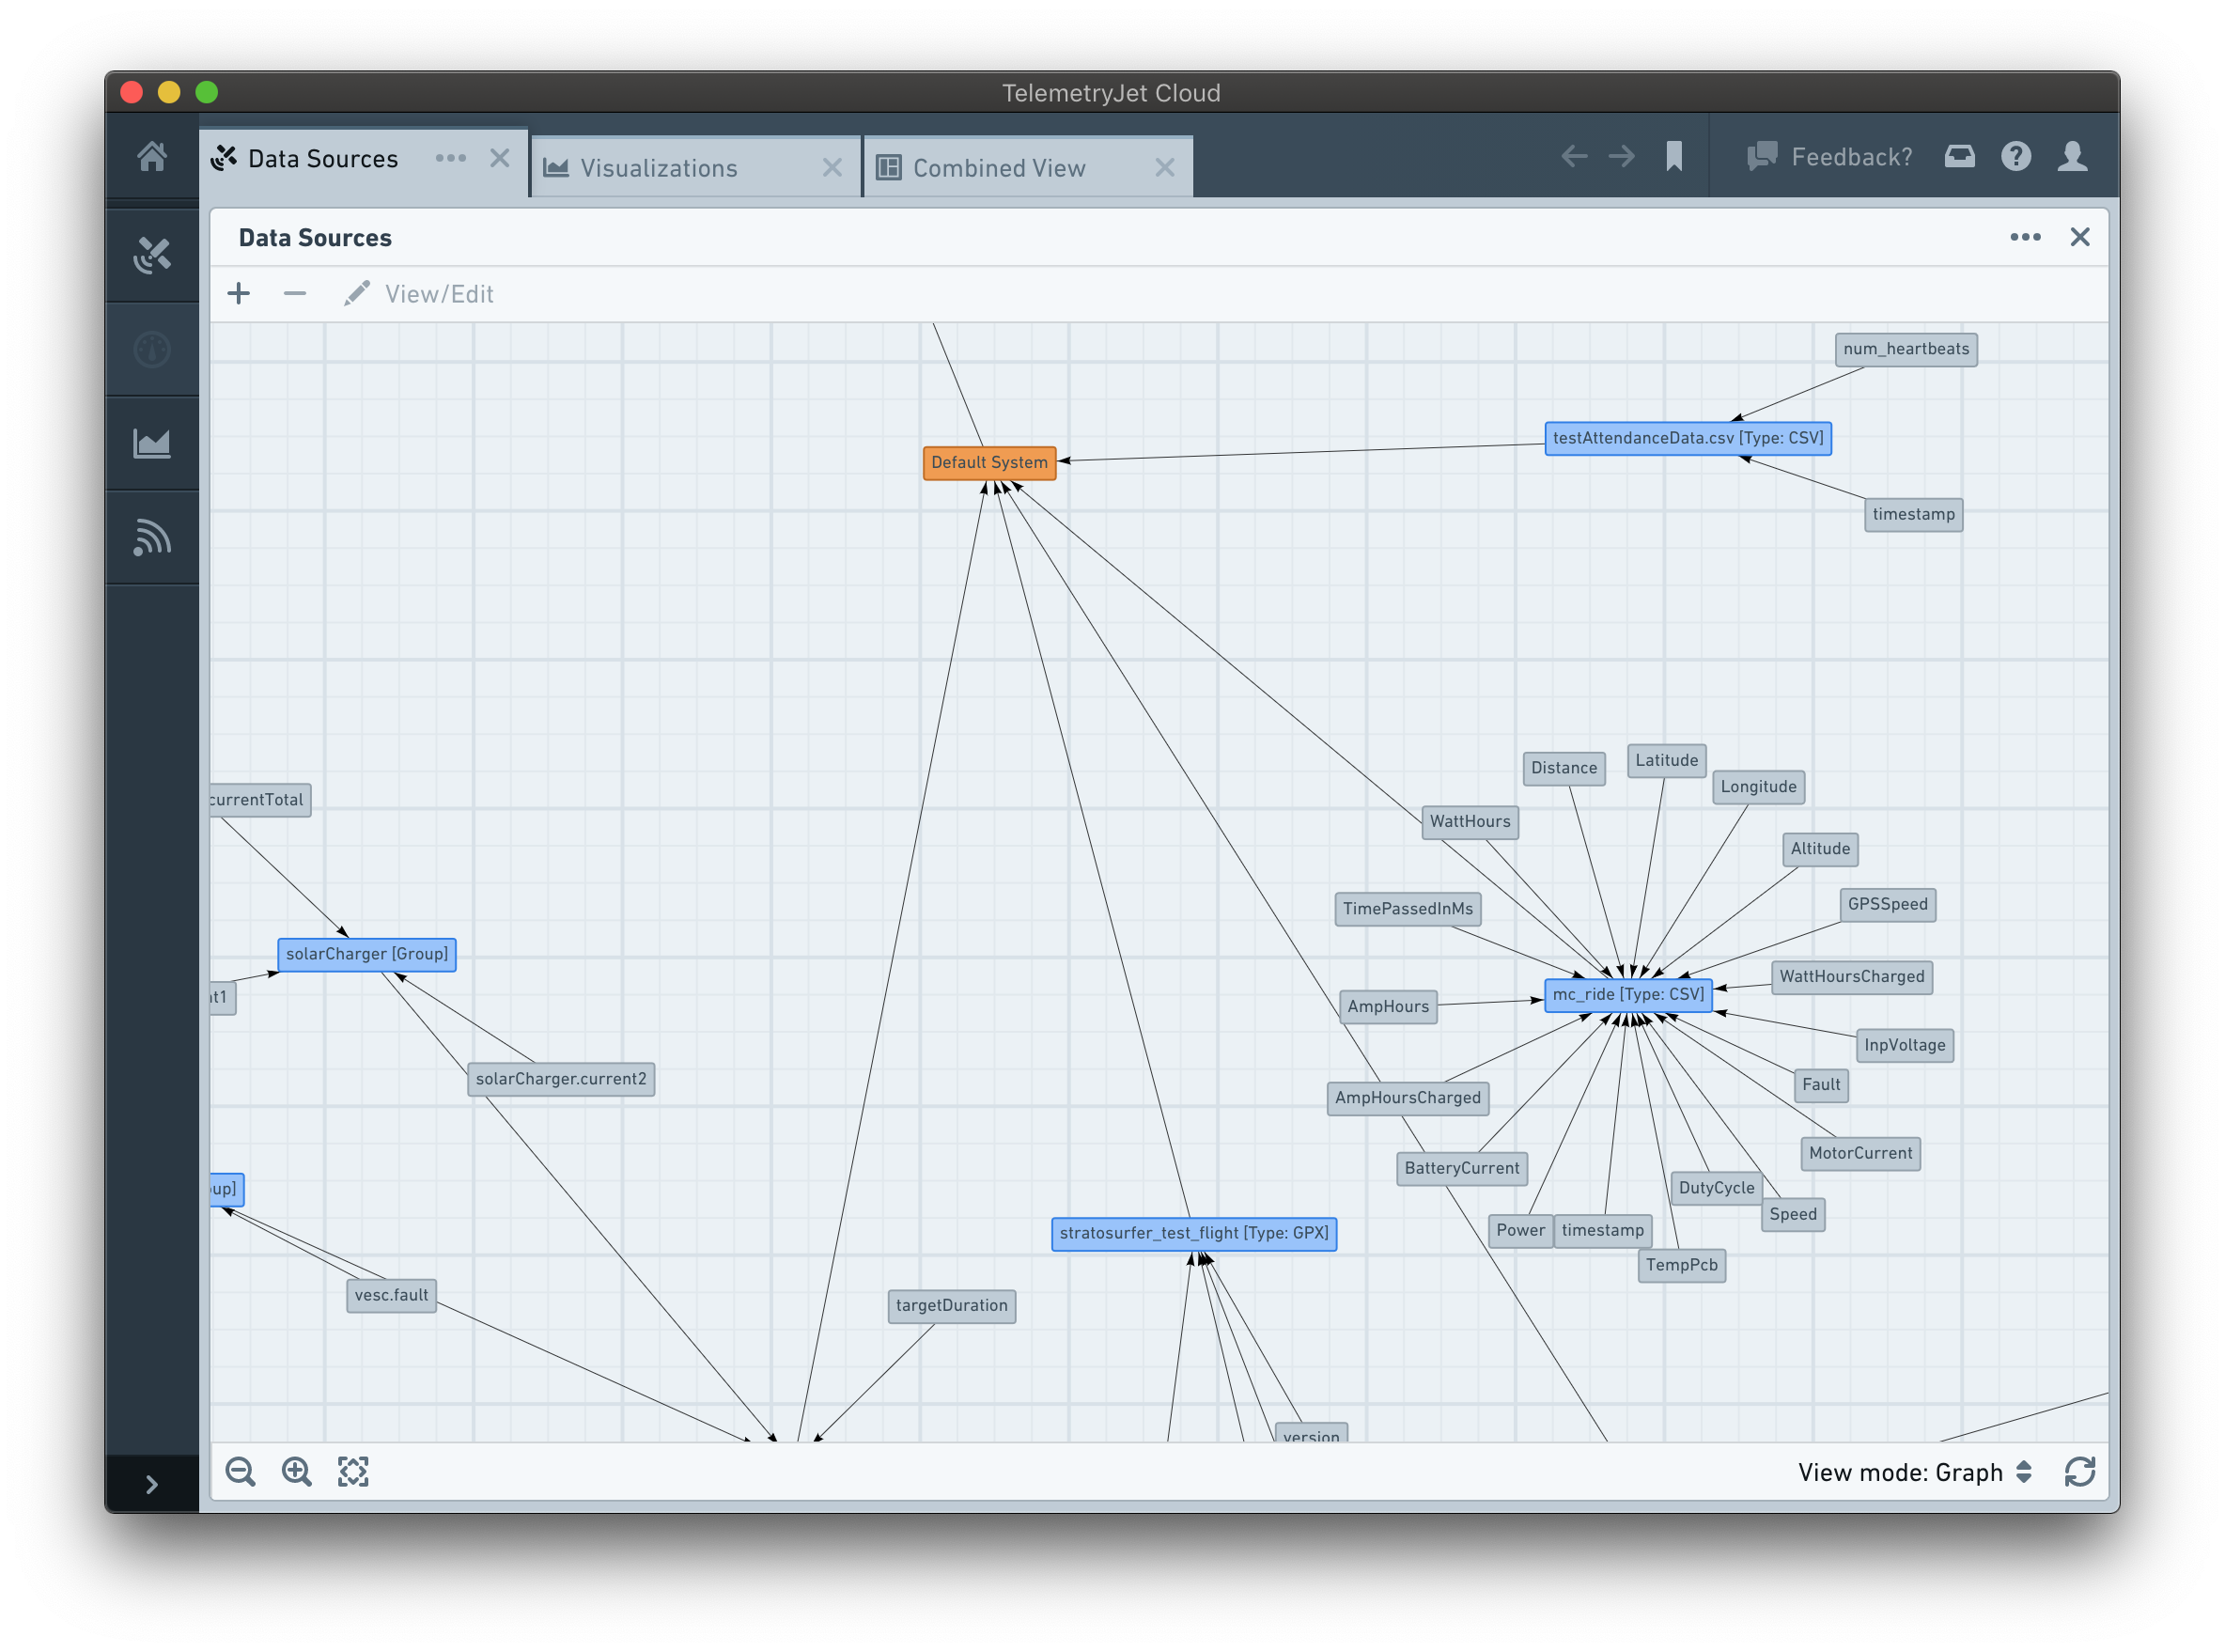 TelemetryJet Cloud
Data Sources
Visualizations
Combined View
Feedback?
Data Sources
View/Edit
num_heartbeats
testAttendanceData.csv [Type: CSV]
Default System
timestamp
Latitude
Distance
Longitude
currentTotal
WattHours
Altitude
GPSSpeed
TimePassedInMs
solarCharger [Group]
WattHoursCharged
mc_ride [Type: CSV]
nt1
AmpHours
InpVoltage
solarCharger.current2
Fault
AmpHoursCharged
MotorCurrent
BatteryCurrent
oup]
DutyCycle
Speed
Power
timestamp
stratosurfer_test_flight [Type: GPX]
TempPcb
vesc.fault
targetDuration
version
View mode: Graph